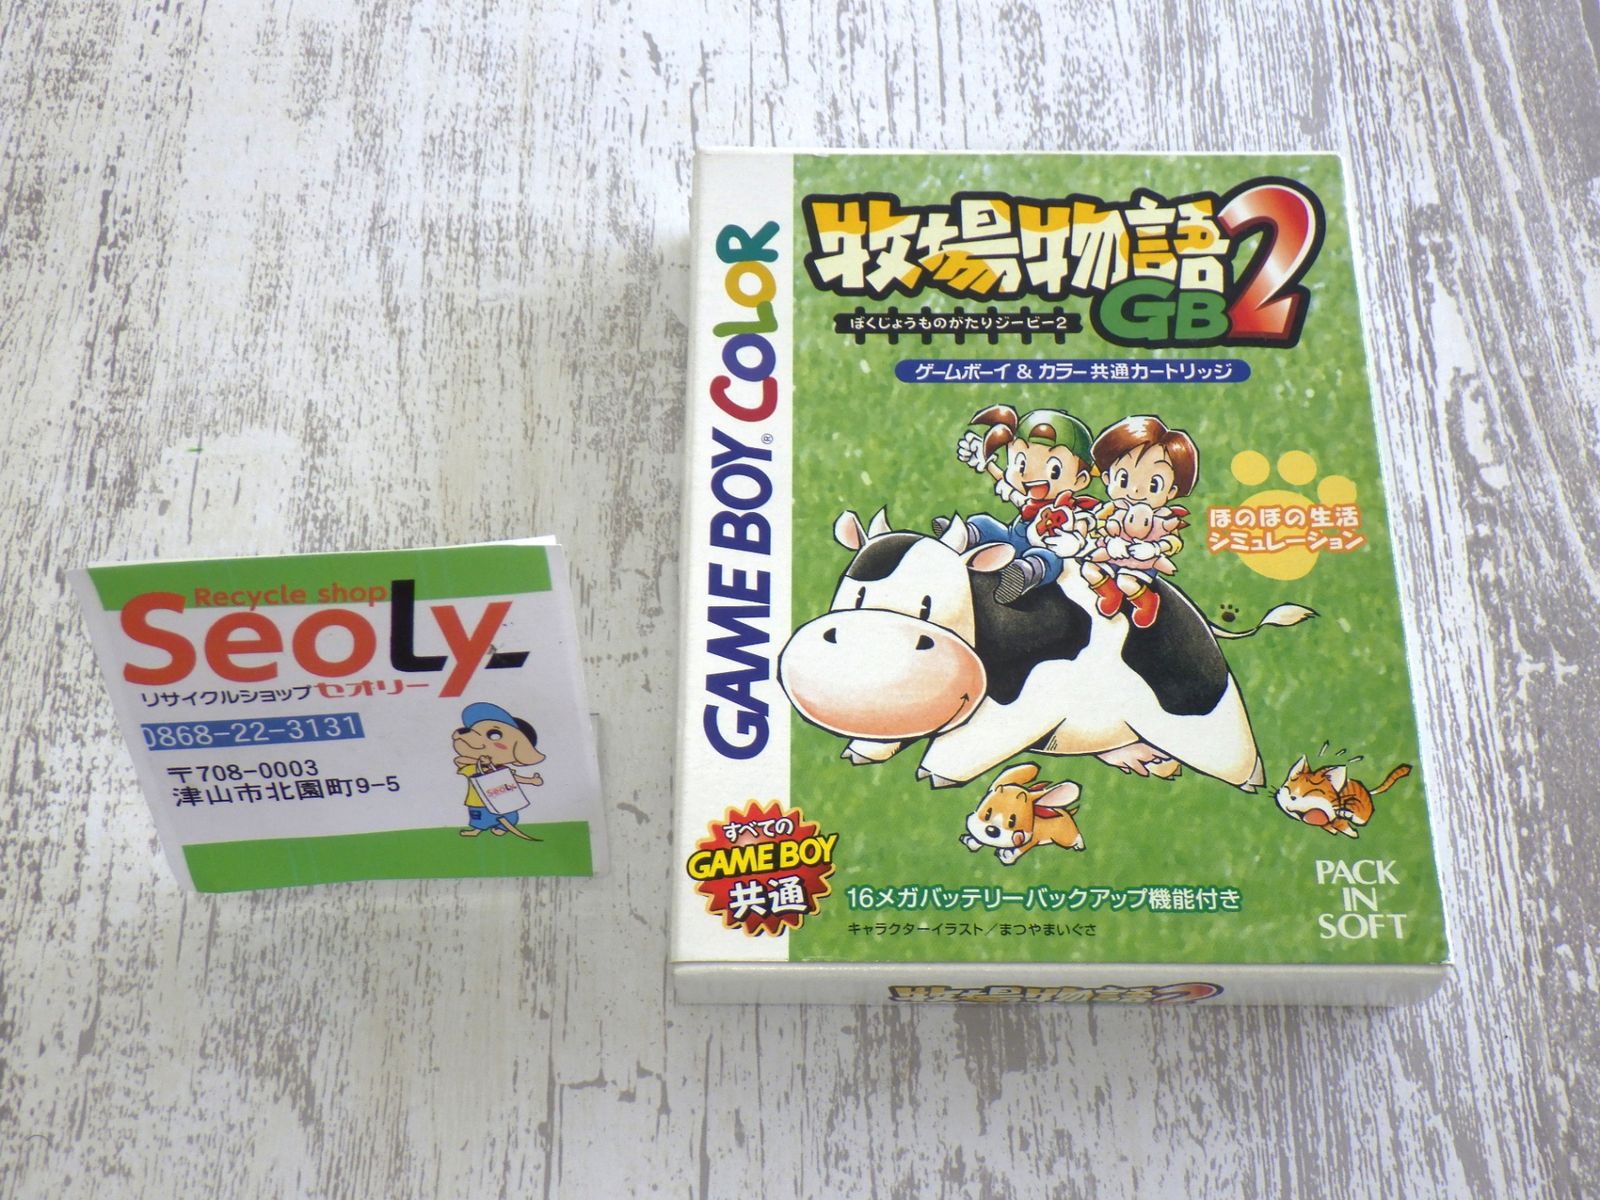 Recycle shop
Seoly
リサイクルショップセオリー
0868-22-3131
〒708-0003
津山市北園町9-5
Seoly
GAME BOY COLOR
®
牧場物語
GB2
ぼくじょうものがたりジービー2
ゲームボーイ & カラー共通カートリッジ
ほのぼの生活
シミュレーション
すべての
GAME BOY
共通
16メガバッテリーバックアップ機能付き
キャラクターイラスト/まつやまいぐさ
PACK
IN
SOFT
牧場物語2